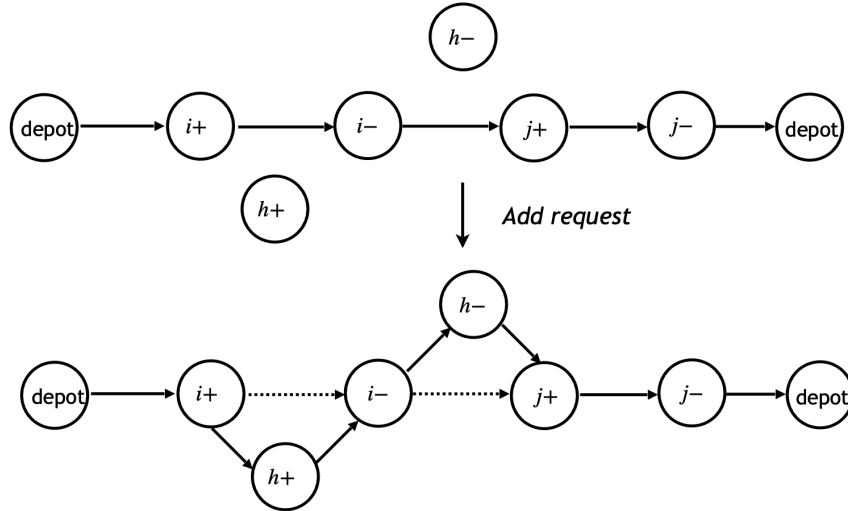 h−
depot i+ i− j+ j− depot
h+
Add request
h−
depot i+ i− j+ j− depot
h+